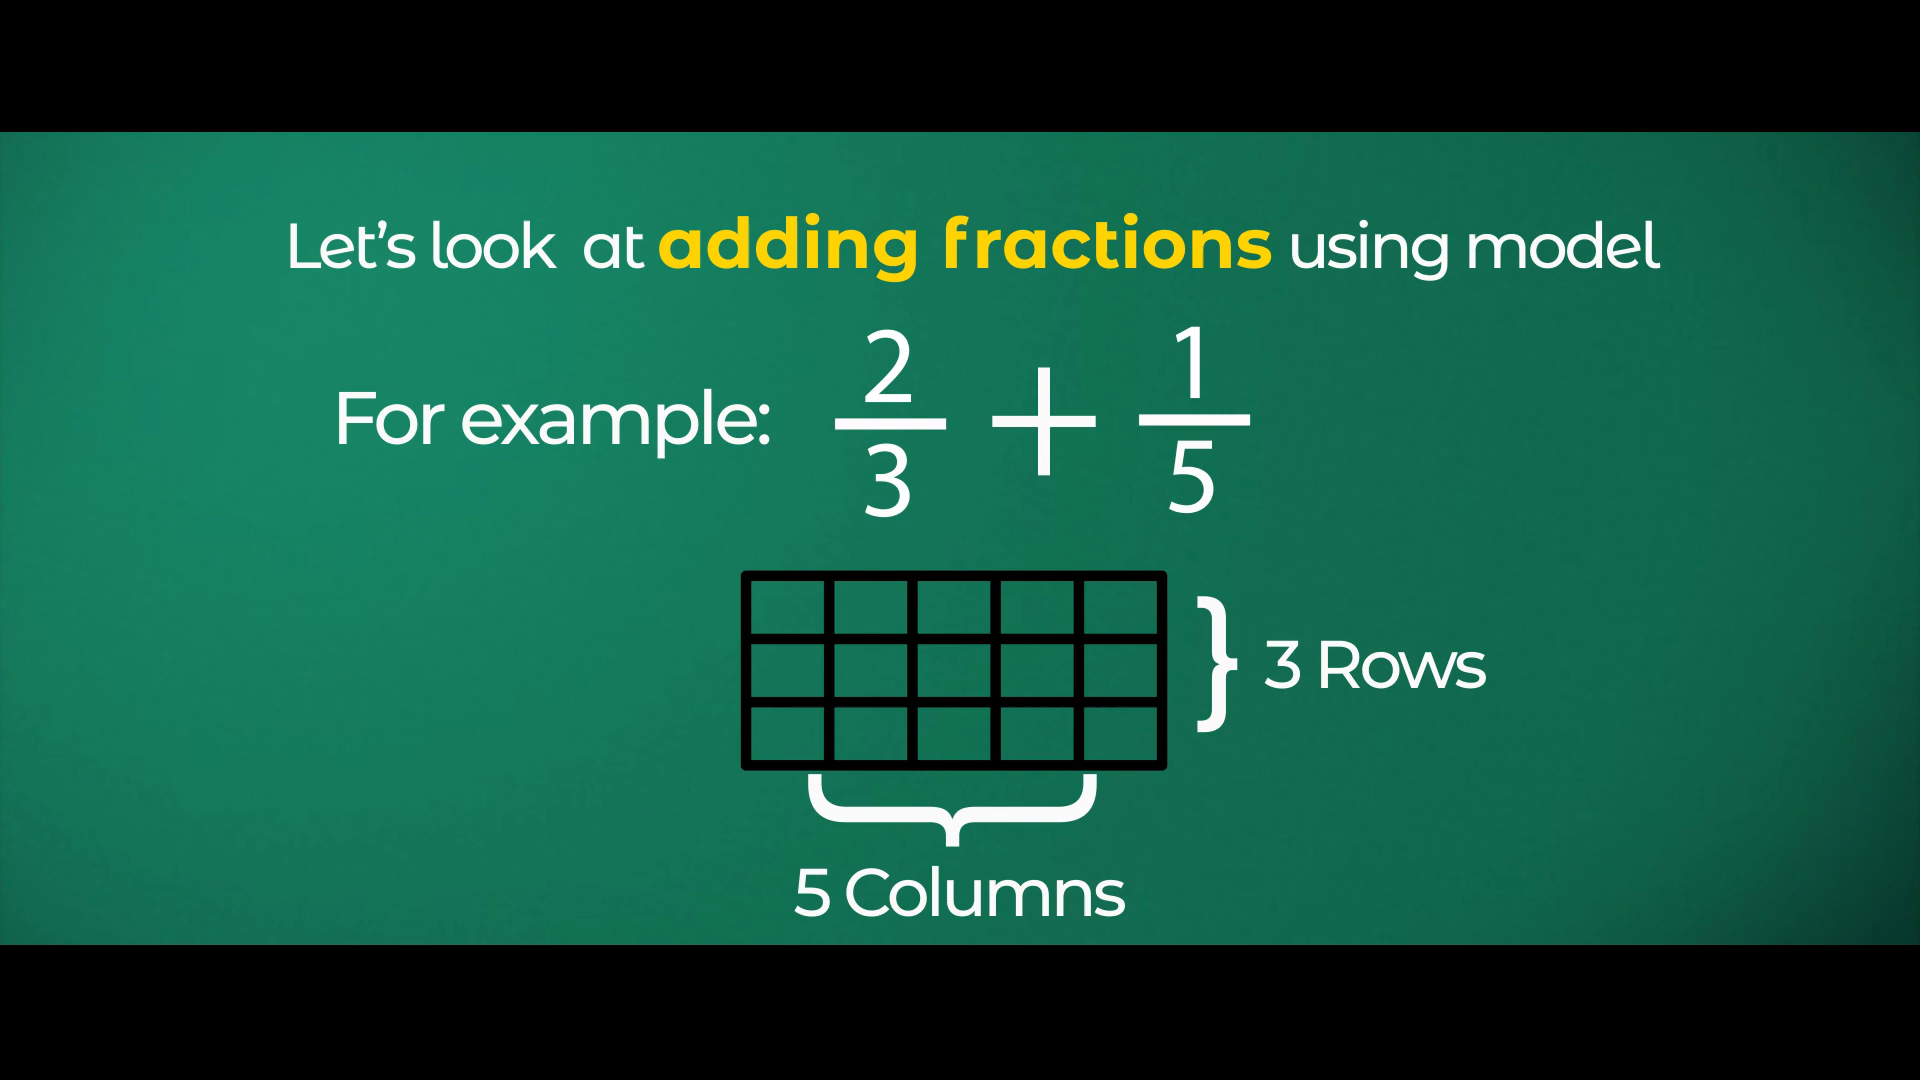 Let's look at adding fractions using model
For example: 2/3 + 1/5
3 Rows
5 Columns